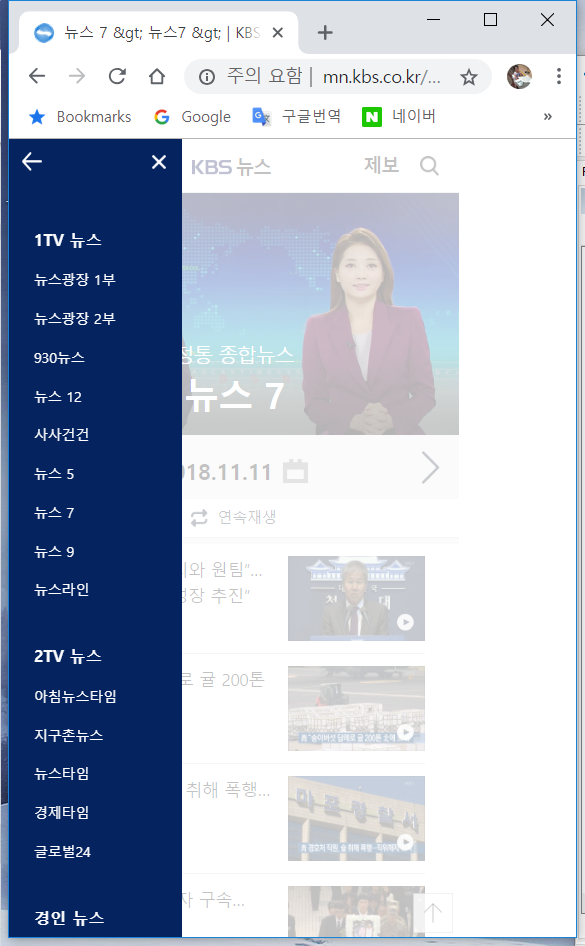 뉴스 7 &gt; 뉴스7 &gt; | KBS
주의 요함 | mn.kbs.co.kr/...
Bookmarks Google 구글번역 네이버 »
KBS 뉴스 제보
1TV 뉴스
뉴스광장 1부
뉴스광장 2부
930뉴스
뉴스 12
사사건건
뉴스 5
뉴스 7
뉴스 9
뉴스라인
2TV 뉴스
아침뉴스타임
지구촌뉴스
뉴스타임
경제타임
글로벌24
경인 뉴스
정통 종합뉴스
뉴스 7
018.11.11
연속재생
와 원팀”...
성장 추진”
로 귤 200톤
취해 폭행...
자 구속...